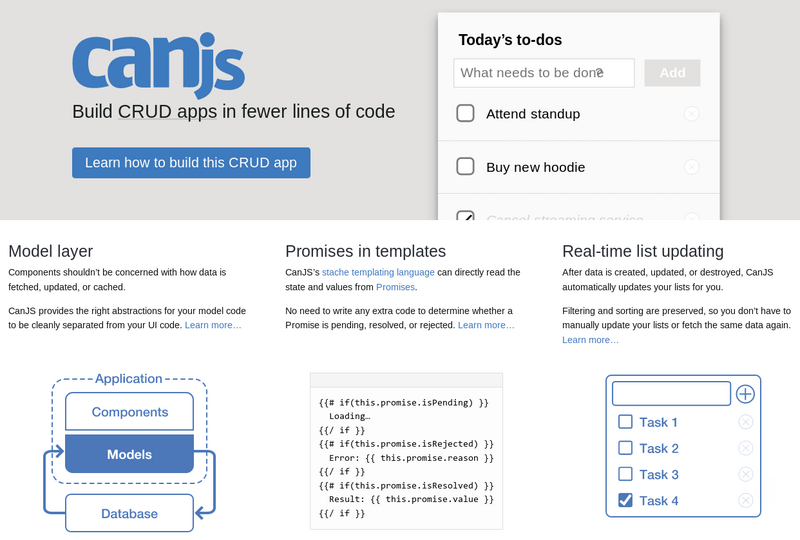 canjs
Build CRUD apps in fewer lines of code
Learn how to build this CRUD app
Today's to-dos
What needs to be done?
Add
Attend standup
Buy new hoodie
Cancel streaming service
Model layer
Components shouldn't be concerned with how data is
fetched, updated, or cached.
CanJS provides the right abstractions for your model code
to be cleanly separated from your UI code. Learn more…
Application
Components
Models
Database
Promises in templates
CanJS's stache templating language can directly read the
state and values from Promises.
No need to write any extra code to determine whether a
Promise is pending, resolved, or rejected. Learn more…
{{# if(this.promise.isPending) }}
Loading…
{{/ if }}
{{# if(this.promise.isRejected) }}
Error: {{ this.promise.reason }}
{{/ if }}
{{# if(this.promise.isResolved) }}
Result: {{ this.promise.value }}
{{/ if }}
Real-time list updating
After data is created, updated, or destroyed, CanJS
automatically updates your lists for you.
Filtering and sorting are preserved, so you don't have to
manually update your lists or fetch the same data again.
Learn more…
Task 1
Task 2
Task 3
Task 4